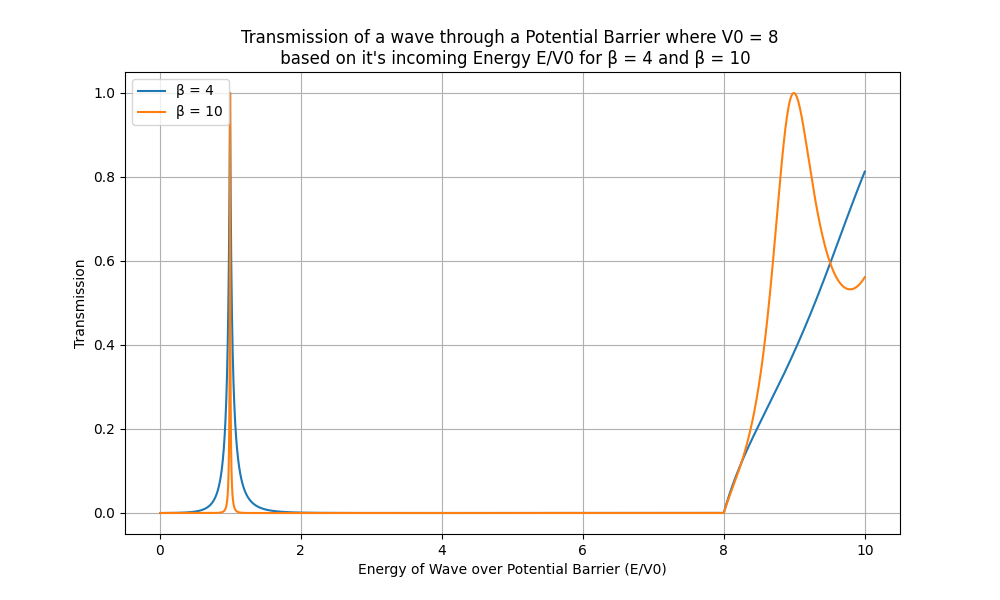 Transmission of a wave through a Potential Barrier where V0 = 8
based on it's incoming Energy E/V0 for β = 4 and β = 10
β = 4
β = 10
1.0
0.8
0.6
0.4
0.2
0.0
Transmission
0 2 4 6 8 10
Energy of Wave over Potential Barrier (E/V0)